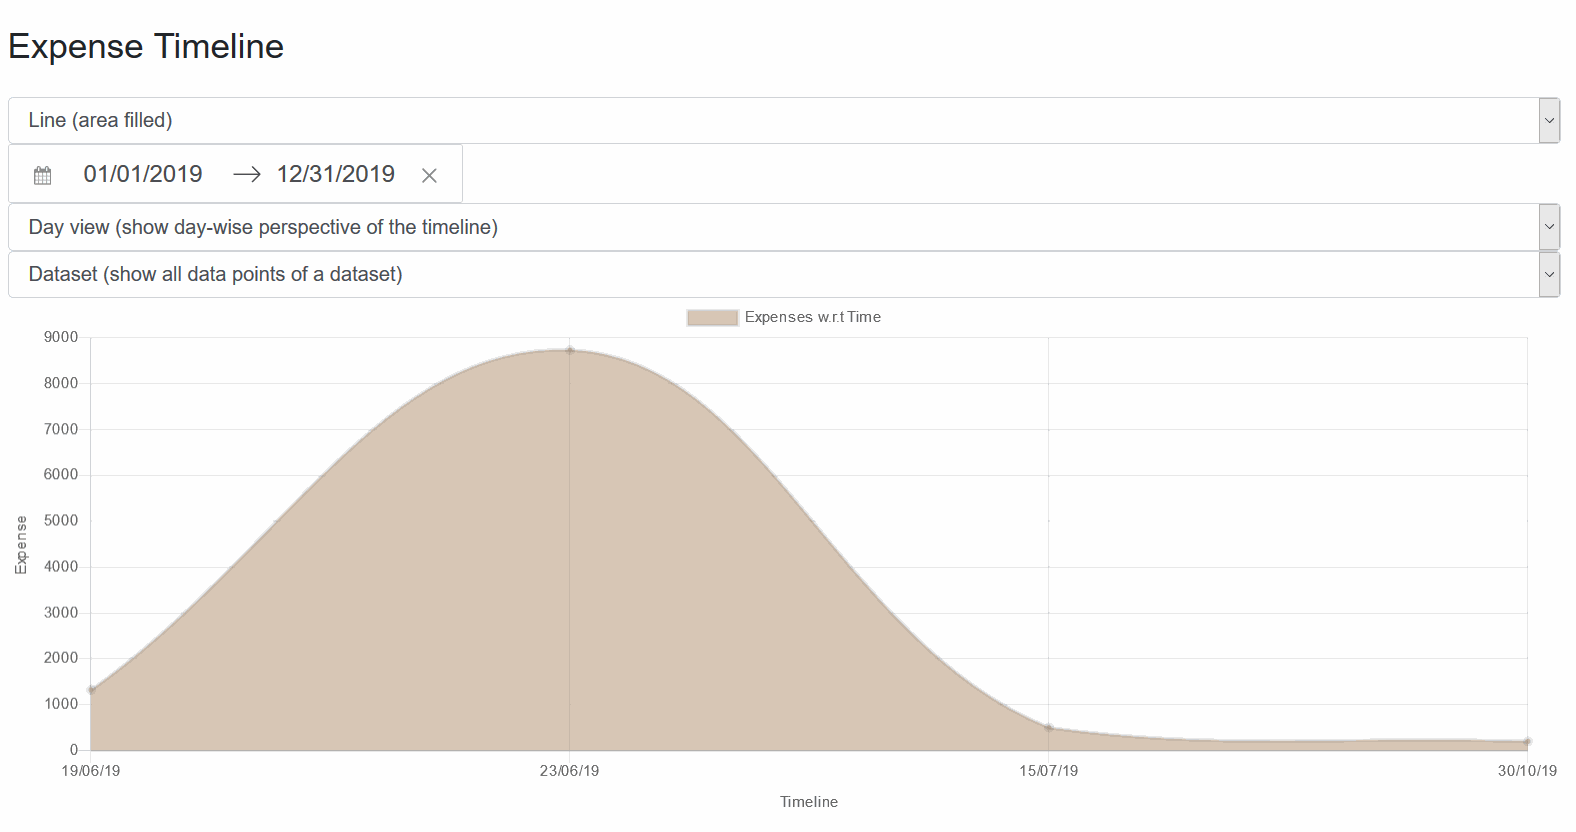 Expense Timeline
Line (area filled)
01/01/2019 → 12/31/2019 ×
Day view (show day-wise perspective of the timeline)
Dataset (show all data points of a dataset)
Expenses w.r.t Time
9000
8000
7000
6000
5000
4000
3000
2000
1000
0
Expense
19/06/19 23/06/19 15/07/19 30/10/19
Timeline